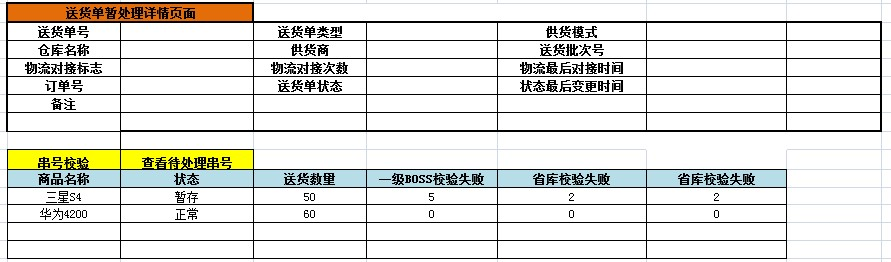 送货单暂处理详情页面
送货单号 送货单类型 供货模式
仓库名称 供货商 送货批次号
物流对接标志 物流对接次数 物流最后对接时间
订单号 送货单状态 状态最后变更时间
备注
串号校验 查看待处理串号
商品名称 状态 送货数量 一级BOSS校验失败 省库校验失败 省库校验失败
三星S4 暂存 50 5 2 2
华为4200 正常 60 0 0 0